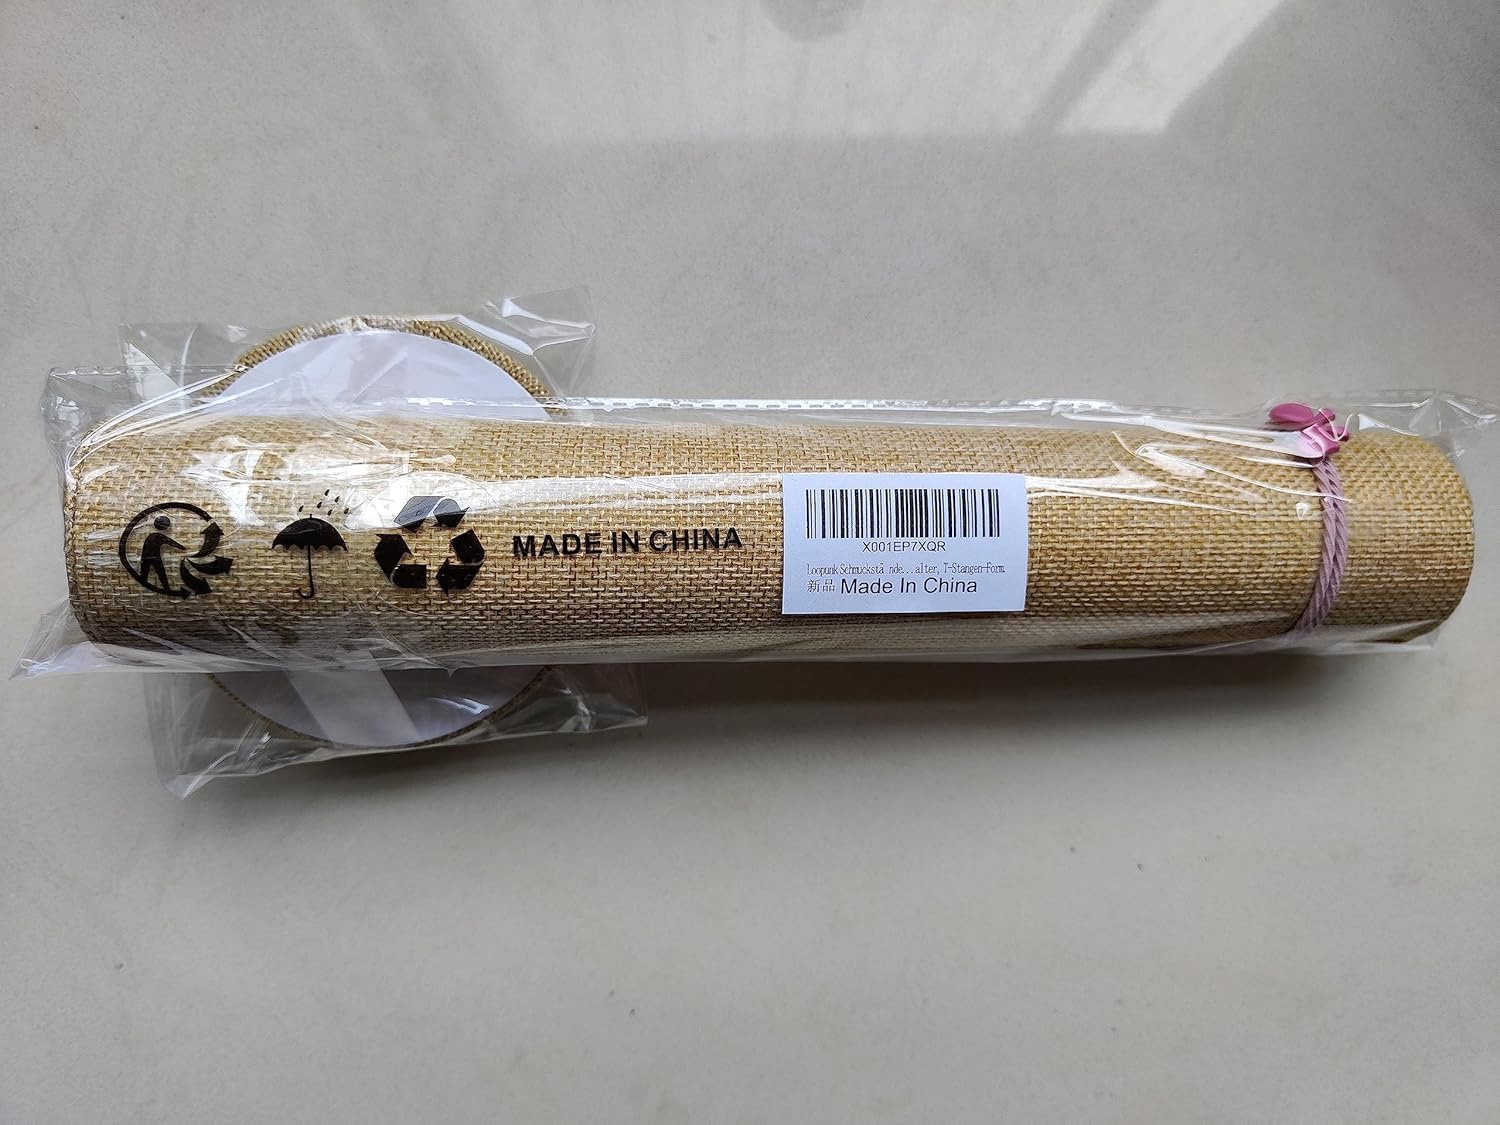 MADE IN CHINA
X001EP7XQR
Loopunk Schmuckstä nde...alter, T-Stangen-Form.
新品 Made In China